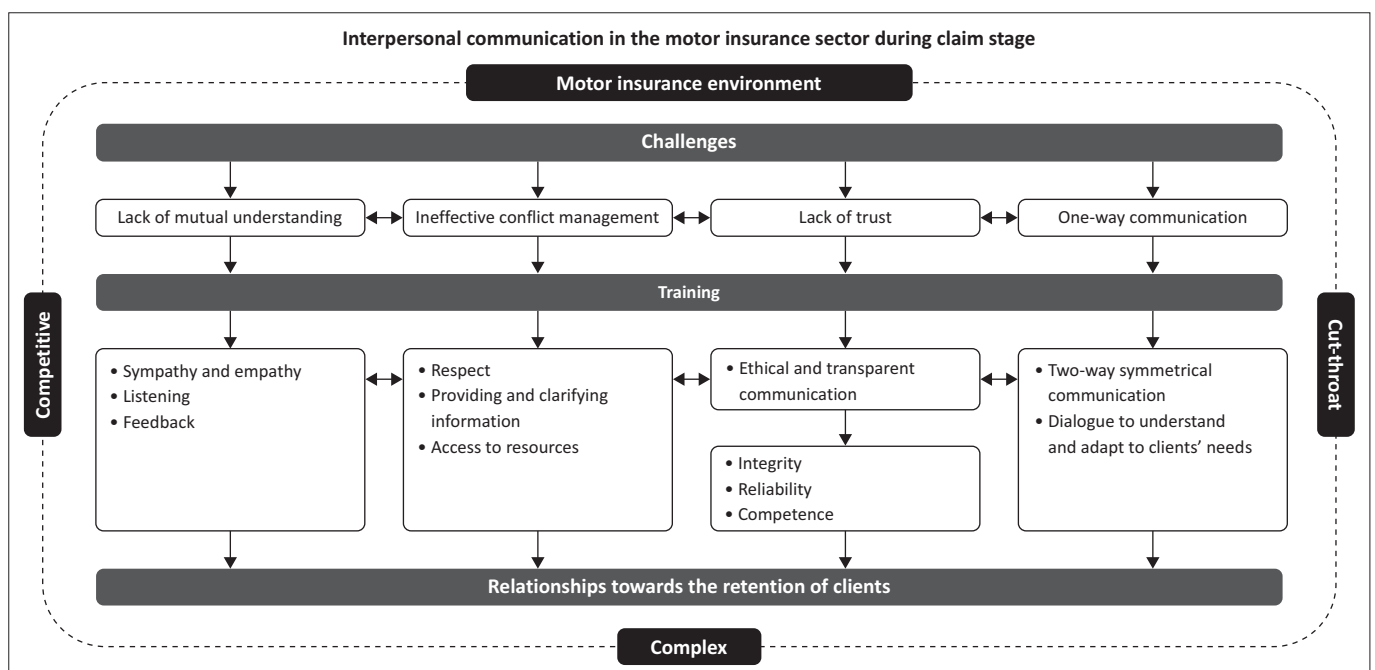 Interpersonal communication in the motor insurance sector during claim stage
Motor insurance environment
Challenges
Lack of mutual understanding
Ineffective conflict management
Lack of trust
One-way communication
Training
Competitive
Cut-throat
• Sympathy and empathy
• Listening
• Feedback
• Respect
• Providing and clarifying
information
• Access to resources
• Ethical and transparent
communication
• Integrity
• Reliability
• Competence
• Two-way symmetrical
communication
• Dialogue to understand
and adapt to clients’ needs
Relationships towards the retention of clients
Complex